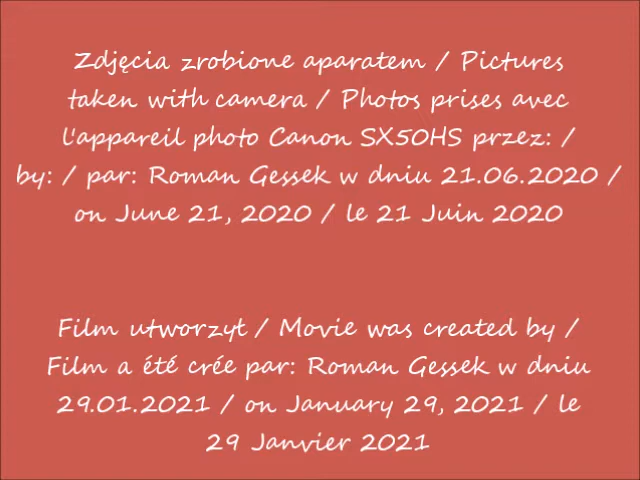 Zdjęcia zrobione aparatem / Pictures
taken with camera / Photos prises avec
l'appareil photo Canon SX50HS przez: /
by: / par: Roman Gessek w dniu 21.06.2020 /
on June 21, 2020 / le 21 Juin 2020
Film utworzył / Movie was created by /
Film a été crée par: Roman Gessek w dniu
29.01.2021 / on January 29, 2021 / le
29 Janvier 2021